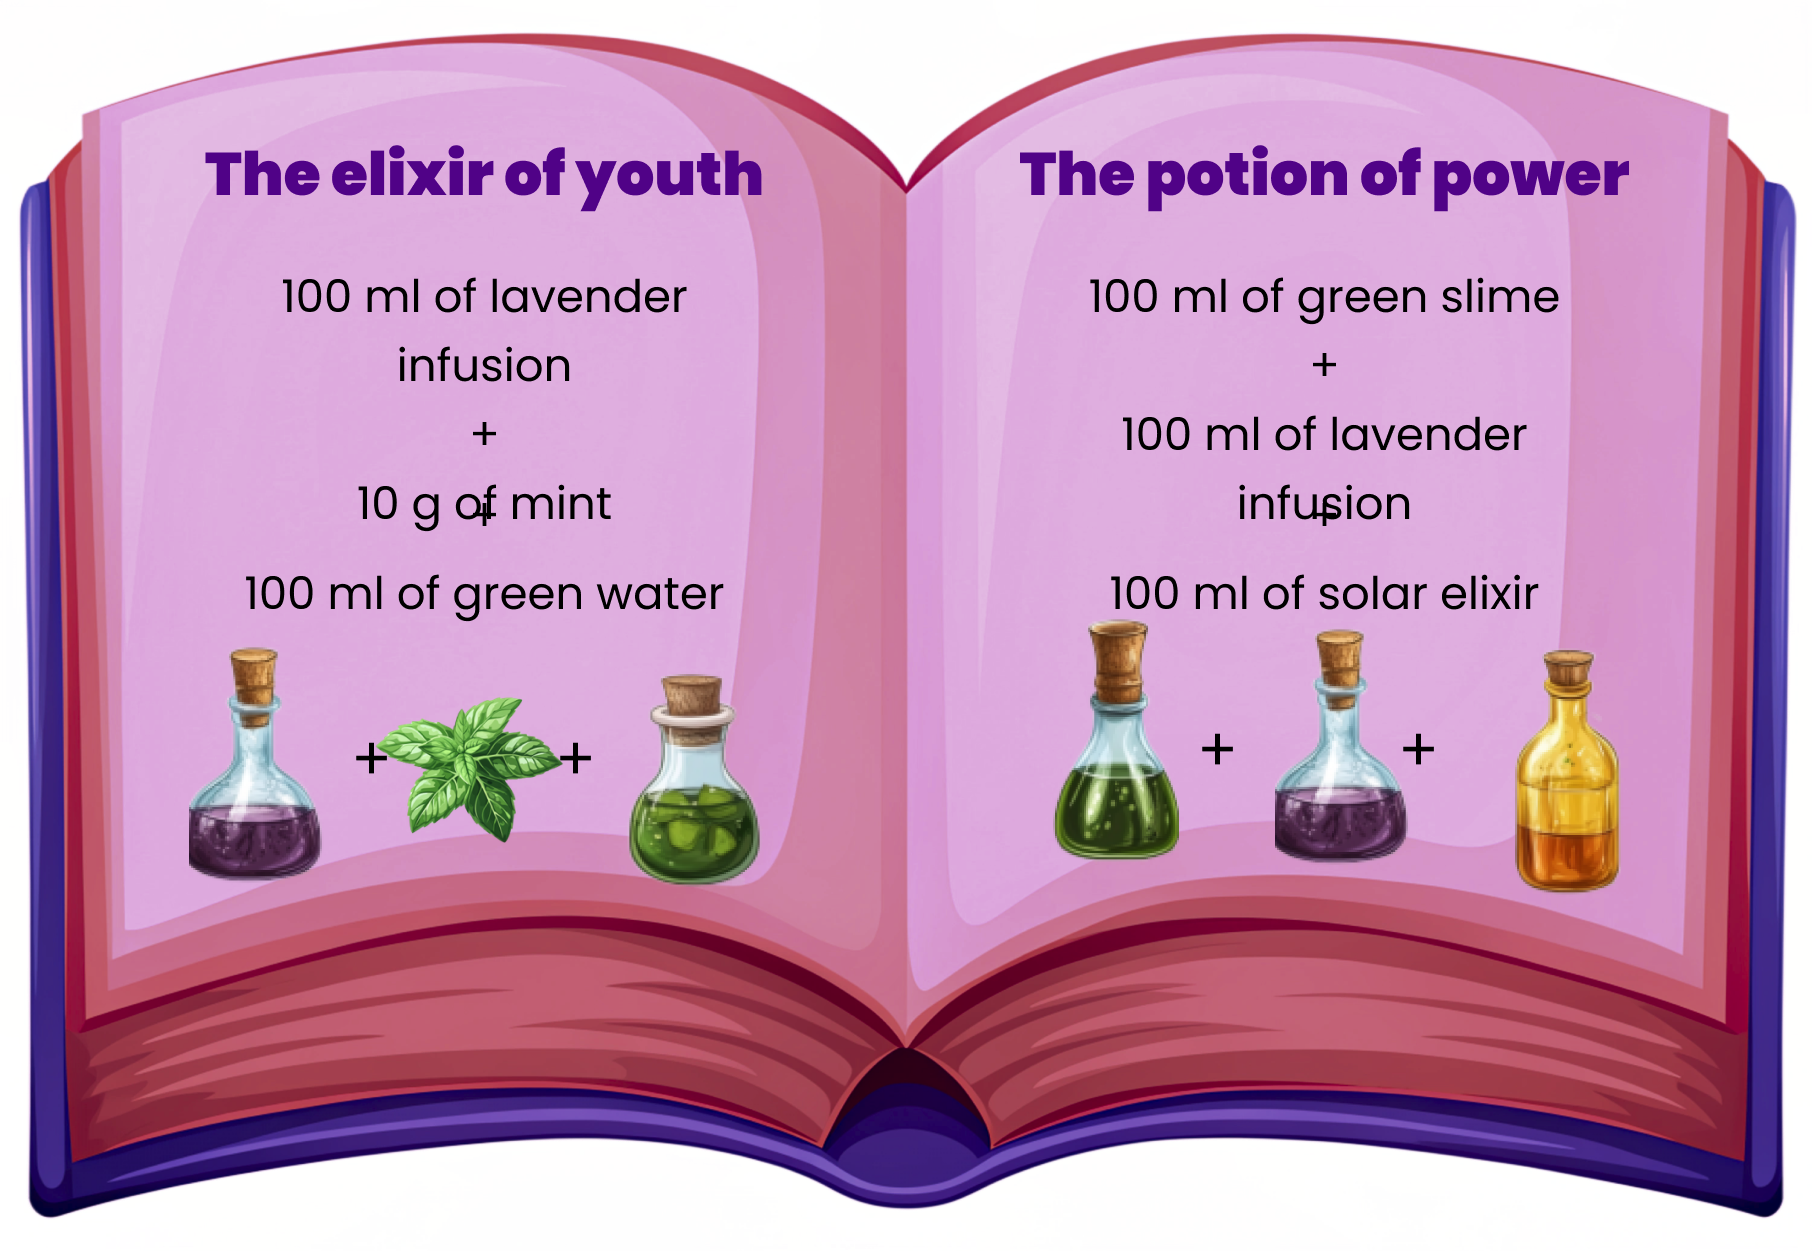 The elixir of youth
100 ml of lavender
infusion
+
10 g of mint
+
100 ml of green water
+ +
The potion of power
100 ml of green slime
+
100 ml of lavender
infusion
+
100 ml of solar elixir
+ +